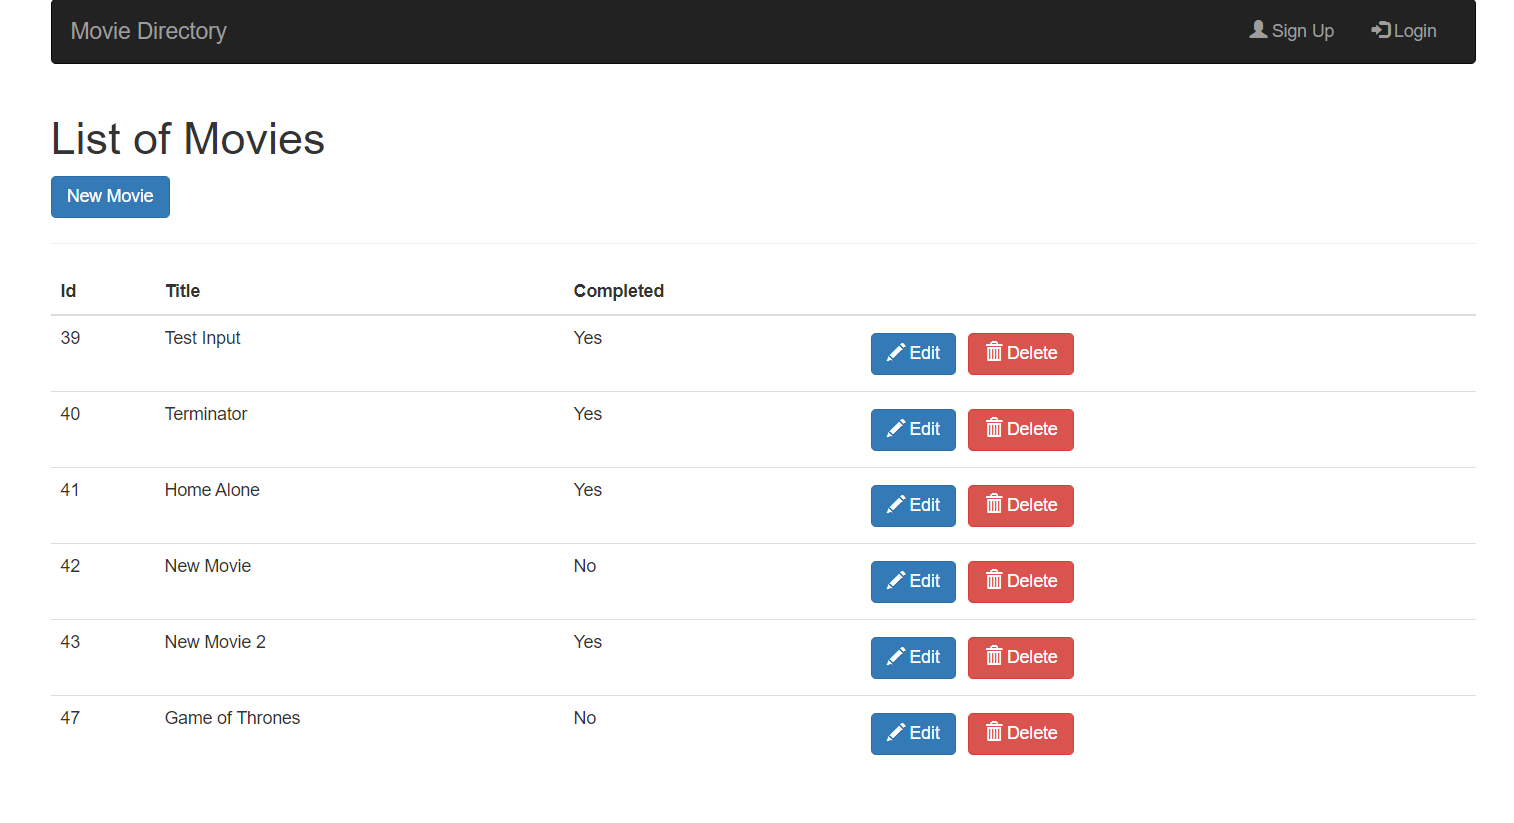 Movie Directory Sign Up Login
List of Movies
New Movie
Id Title Completed
39 Test Input Yes Edit Delete
40 Terminator Yes Edit Delete
41 Home Alone Yes Edit Delete
42 New Movie No Edit Delete
43 New Movie 2 Yes Edit Delete
47 Game of Thrones No Edit Delete